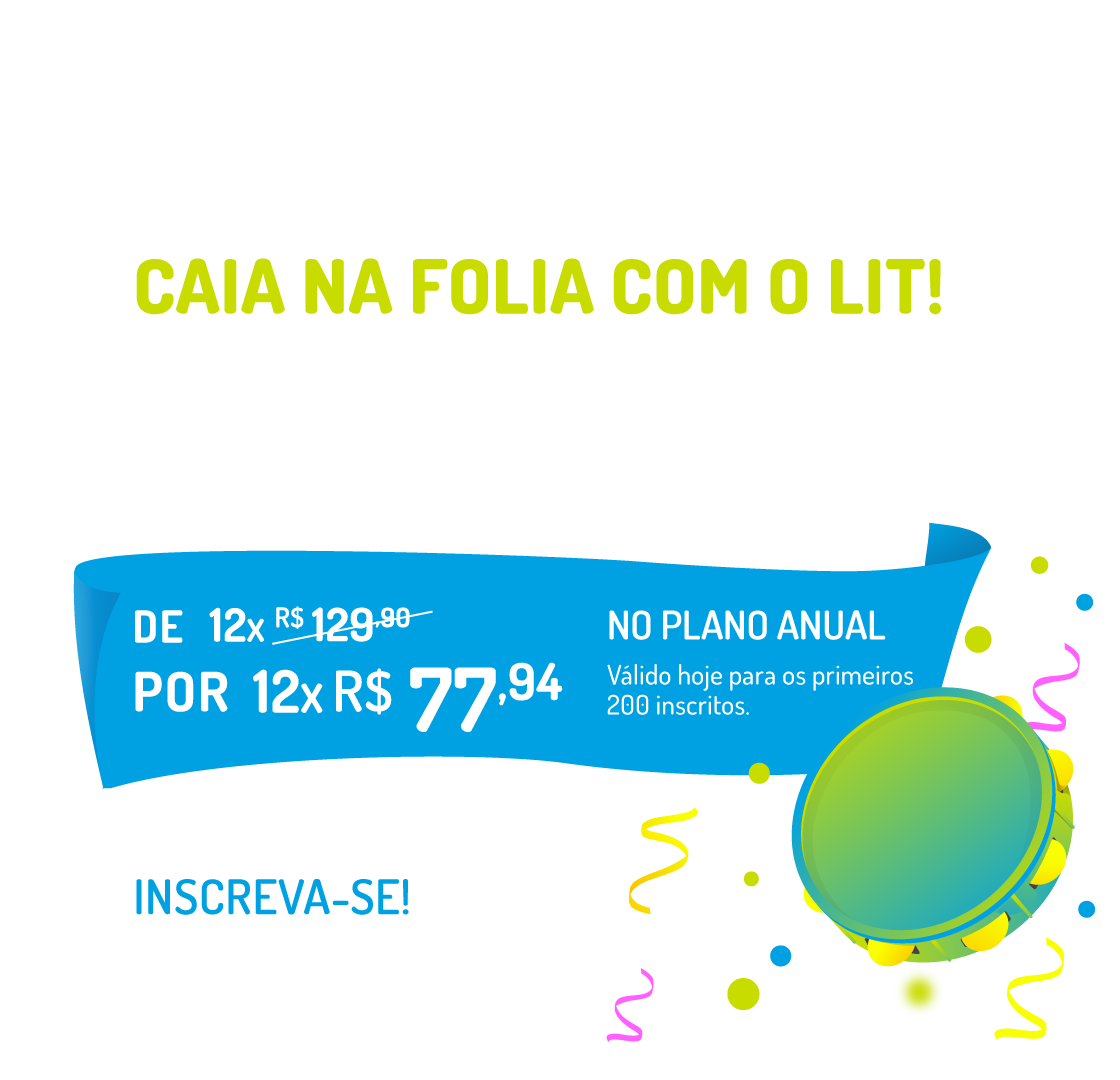 CAIA NA FOLIA COM O LIT!
DE 12x R$ 129,90
POR 12x R$ 77,94
NO PLANO ANUAL
Válido hoje para os primeiros
200 inscritos.
INSCREVA-SE!